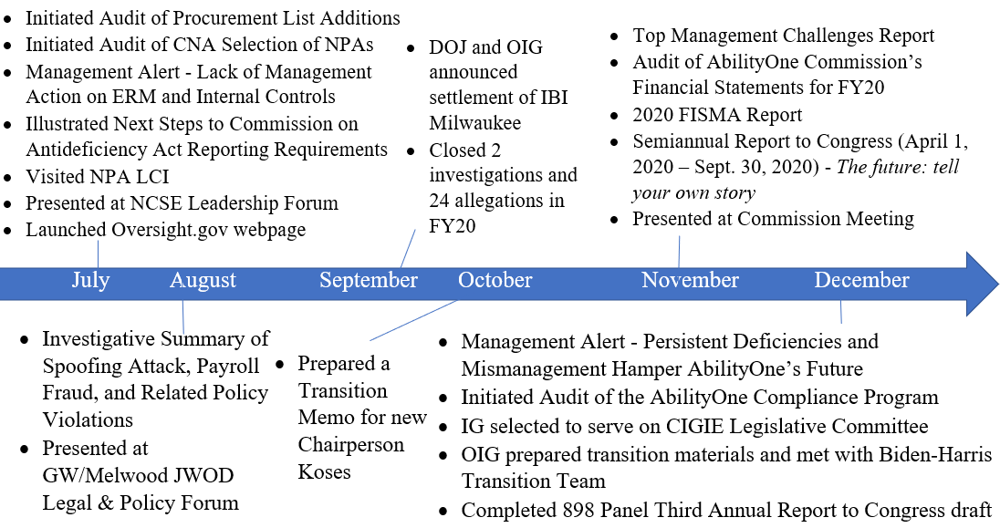 • Initiated Audit of Procurement List Additions
• Initiated Audit of CNA Selection of NPAs
• Management Alert - Lack of Management
Action on ERM and Internal Controls
• Illustrated Next Steps to Commission on
Antideficiency Act Reporting Requirements
• Visited NPA LCI
• Presented at NCSE Leadership Forum
• Launched Oversight.gov webpage
• DOJ and OIG
announced
settlement of IBI
Milwaukee
• Closed 2
investigations and
24 allegations in
FY20
• Top Management Challenges Report
• Audit of AbilityOne Commission’s
Financial Statements for FY20
• 2020 FISMA Report
• Semiannual Report to Congress (April 1,
2020 – Sept. 30, 2020) - The future: tell
your own story
• Presented at Commission Meeting
July August September October November December
• Investigative Summary of
Spoofing Attack, Payroll
Fraud, and Related Policy
Violations
• Presented at
GW/Melwood JWOD
Legal & Policy Forum
• Prepared a
Transition
Memo for new
Chairperson
Koses
• Management Alert - Persistent Deficiencies and
Mismanagement Hamper AbilityOne’s Future
• Initiated Audit of the AbilityOne Compliance Program
• IG selected to serve on CIGIE Legislative Committee
• OIG prepared transition materials and met with Biden-Harris
Transition Team
• Completed 898 Panel Third Annual Report to Congress draft